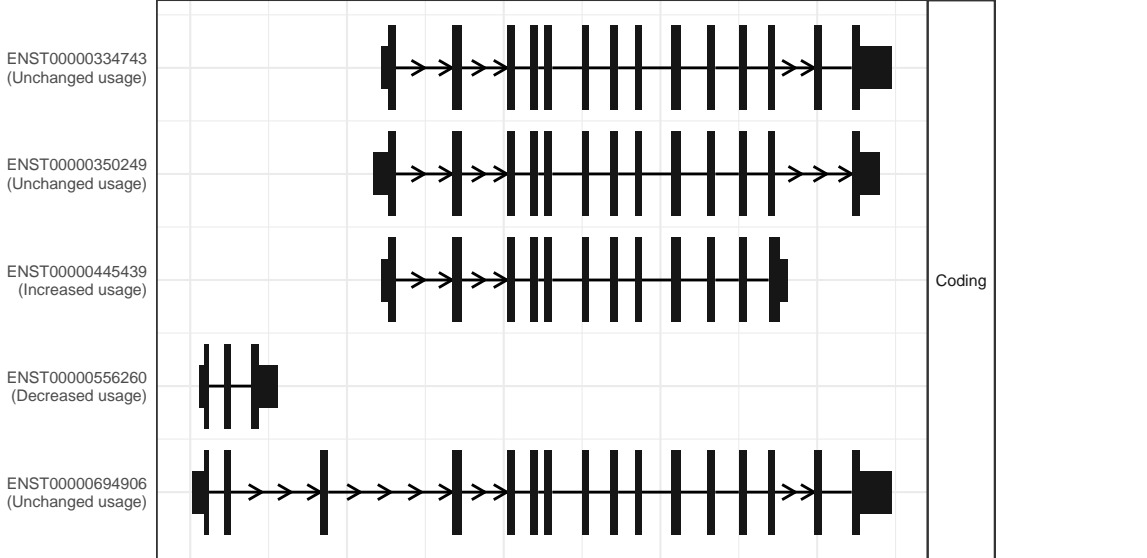 ENST00000334743
(Unchanged usage)
ENST00000350249
(Unchanged usage)
ENST00000445439
(Increased usage)
Coding
ENST00000556260
(Decreased usage)
ENST00000694906
(Unchanged usage)